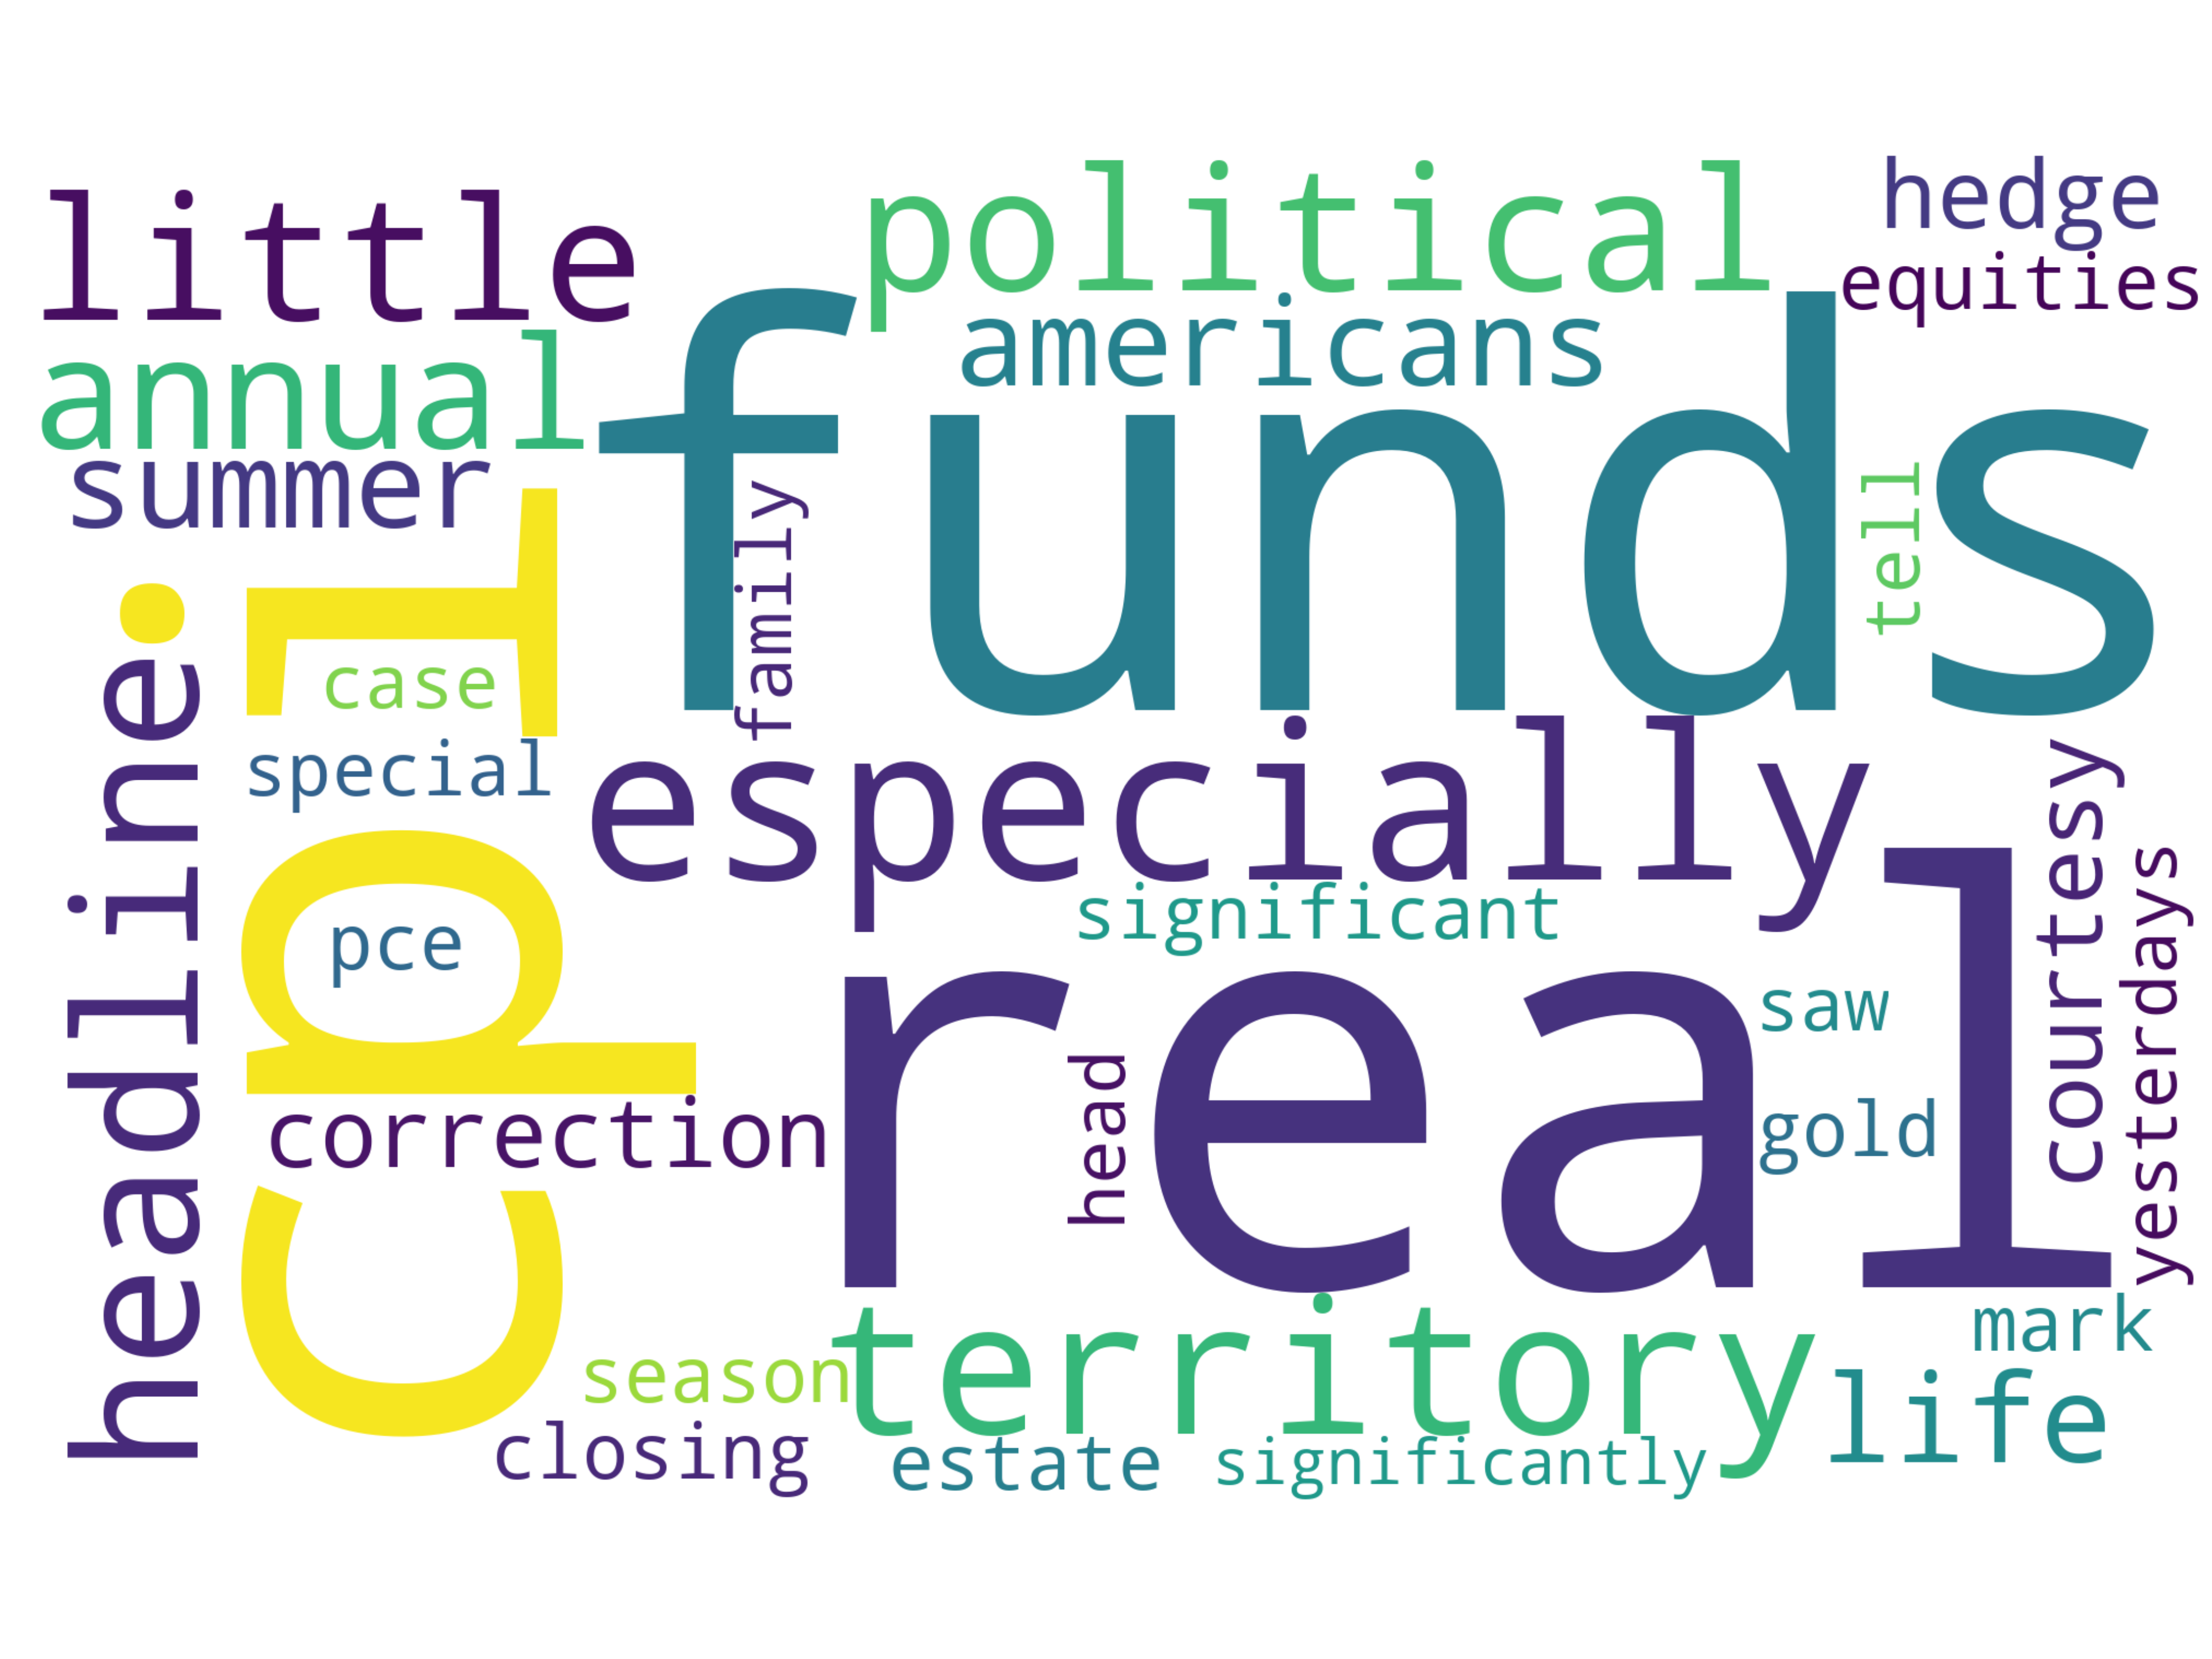 little
political
hedge
equities
americans
annual
funds
summer
tell
family
cpi
case
special
especially
headline
courtesy
significant
pce
real
saw
yesterdays
head
gold
correction
territory
mark
season
life
closing
estate
significantly